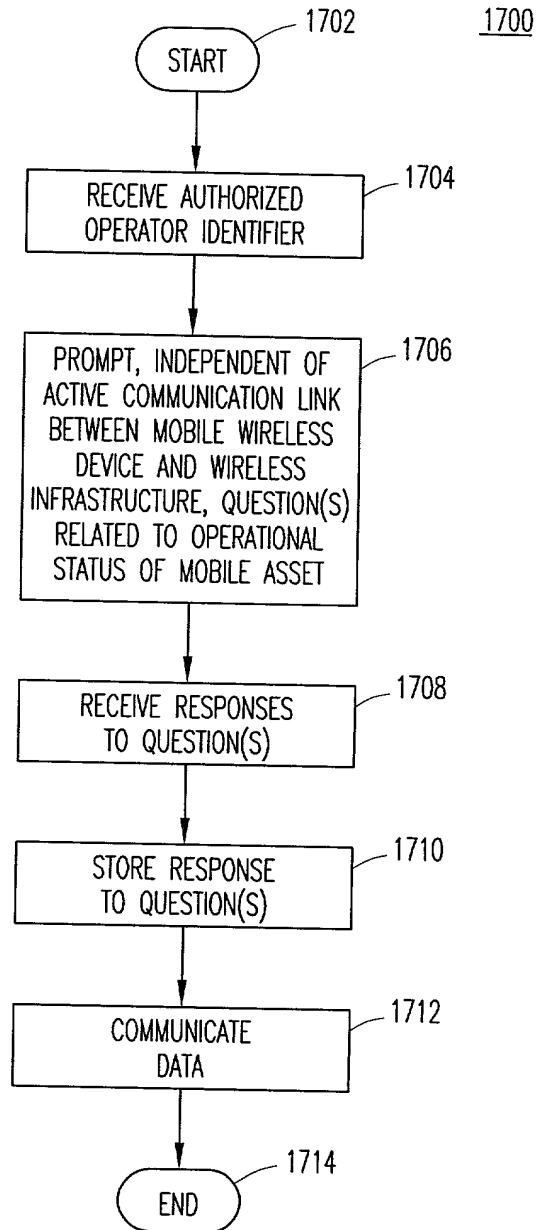 1702
1700
START
1704
RECEIVE AUTHORIZED
OPERATOR IDENTIFIER
1706
PROMPT, INDEPENDENT OF
ACTIVE COMMUNICATION LINK
BETWEEN MOBILE WIRELESS
DEVICE AND WIRELESS
INFRASTRUCTURE, QUESTION(S)
RELATED TO OPERATIONAL
STATUS OF MOBILE ASSET
1708
RECEIVE RESPONSES
TO QUESTION(S)
1710
STORE RESPONSE
TO QUESTION(S)
1712
COMMUNICATE
DATA
1714
END